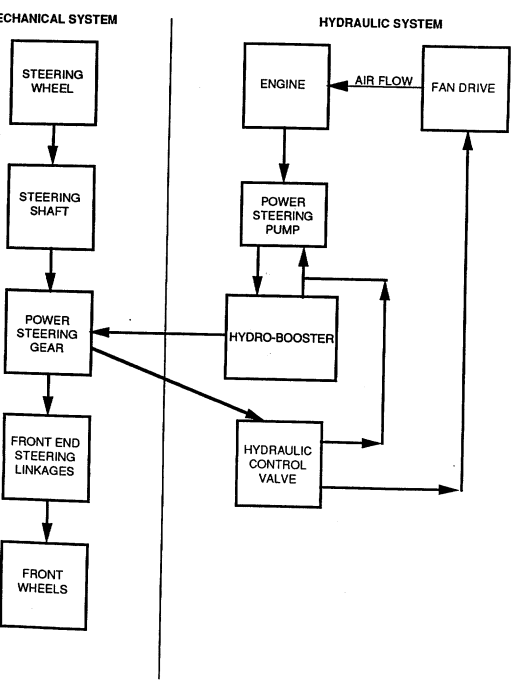 ECHANICAL SYSTEM
STEERING
WHEEL
STEERING
SHAFT
POWER
STEERING
GEAR
FRONT END
STEERING
LINKAGES
FRONT
WHEELS
HYDRAULIC SYSTEM
ENGINE
AIR FLOW
FAN DRIVE
POWER
STEERING
PUMP
HYDRO-BOOSTER
HYDRAULIC
CONTROL
VALVE